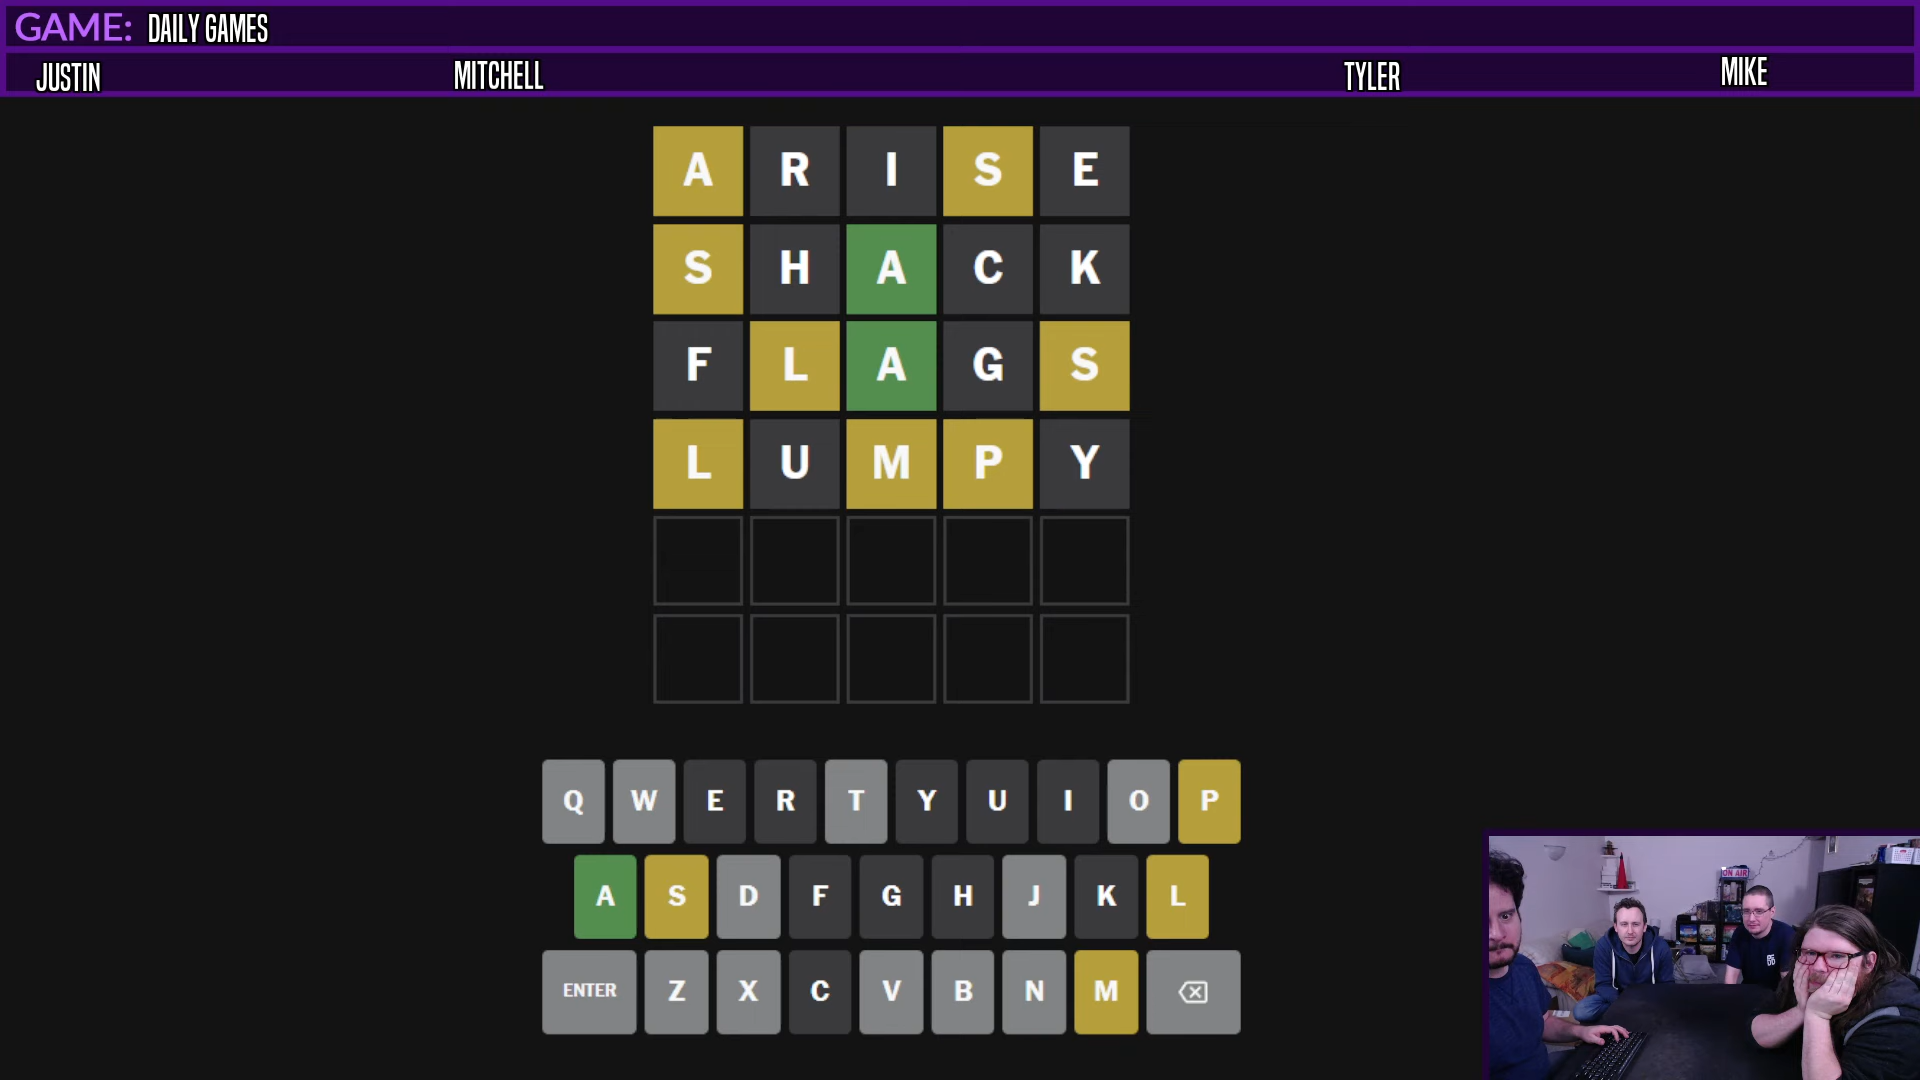 GAME: DAILY GAMES
JUSTIN MITCHELL TYLER MIKE
A R I S E
S H A C K
F L A G S
L U M P Y
Q W E R T Y U I O P
A S D F G H J K L
ENTER Z X C V B N M
ON AIR